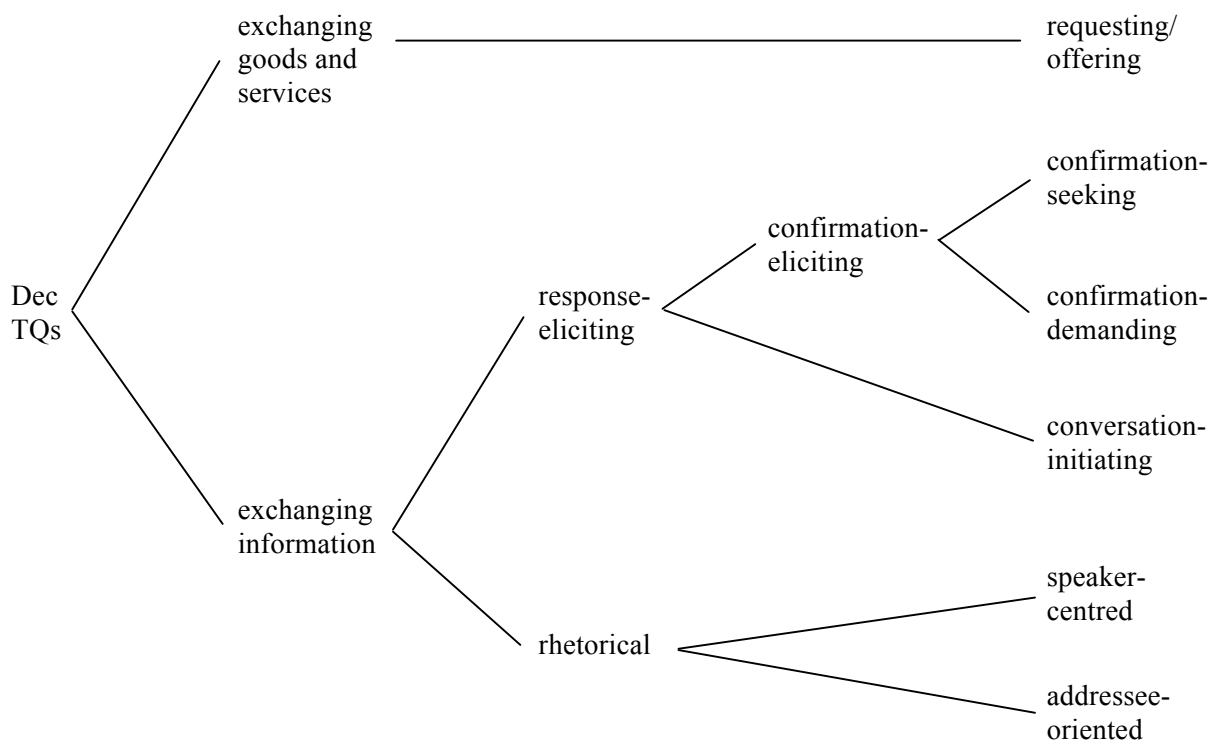 exchanging
goods and
services
requesting/
offering
confirmation-
seeking
confirmation-
eliciting
Dec
TQs
response-
eliciting
confirmation-
demanding
conversation-
initiating
exchanging
information
speaker-
centred
rhetorical
addressee-
oriented